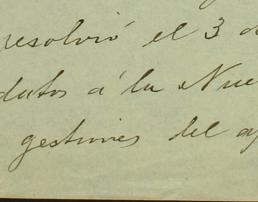 resolvió el 3 d
datos á la Nue
gestiones del a